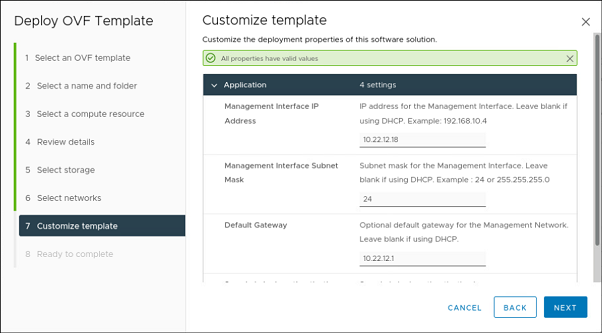 Deploy OVF Template
1 Select an OVF template
2 Select a name and folder
3 Select a compute resource
4 Review details
5 Select storage
6 Select networks
7 Customize template
8 Ready to complete
Customize template
Customize the deployment properties of this software solution.
All properties have valid values
Application 4 settings
Management Interface IP
Address
IP address for the Management Interface. Leave blank if
using DHCP. Example: 192.168.10.4
10.22.12.18
Management Interface Subnet
Mask
Subnet mask for the Management Interface. Leave
blank if using DHCP. Example : 24 or 255.255.255.0
24
Default Gateway
Optional default gateway for the Management Network.
Leave blank if using DHCP.
10.22.12.1
CANCEL
BACK
NEXT